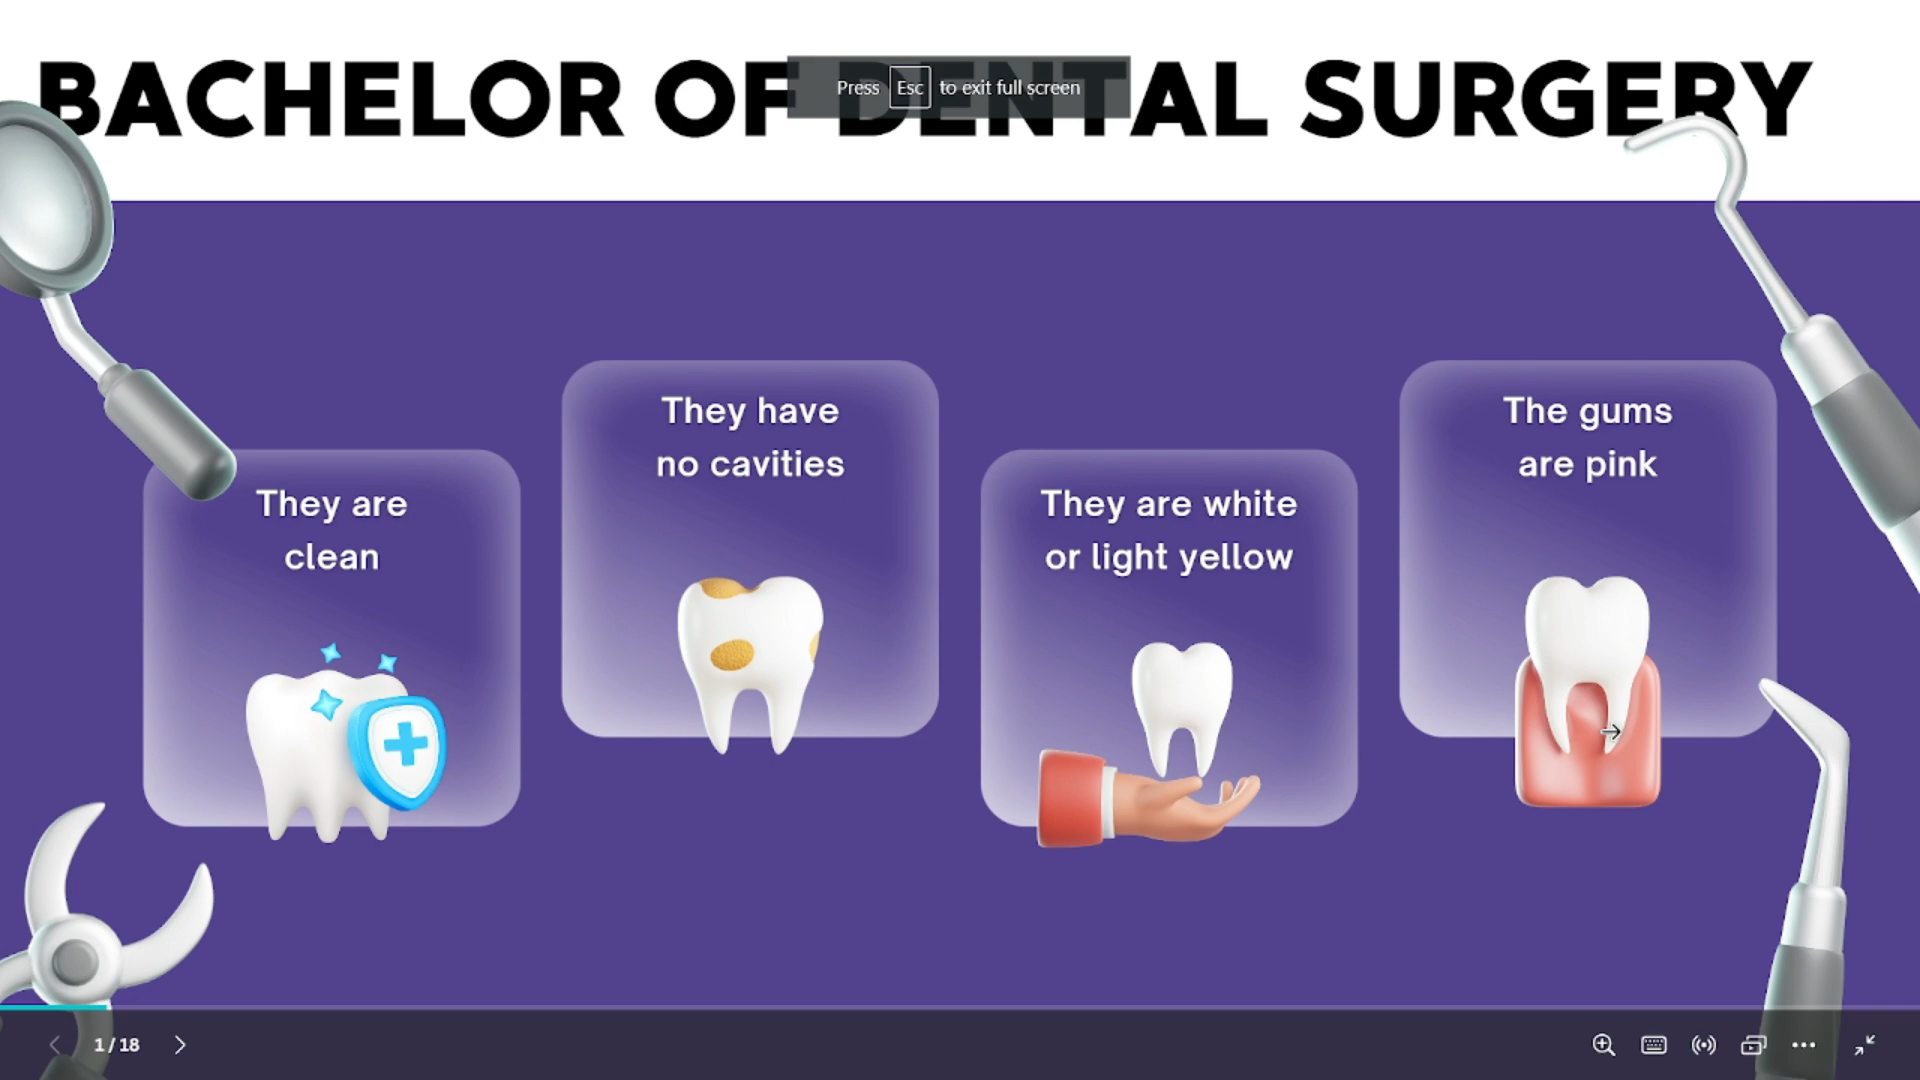 BACHELOR OF DENTAL SURGERY
Press Esc to exit full screen
They are
clean
They have
no cavities
They are white
or light yellow
The gums
are pink
1 / 18